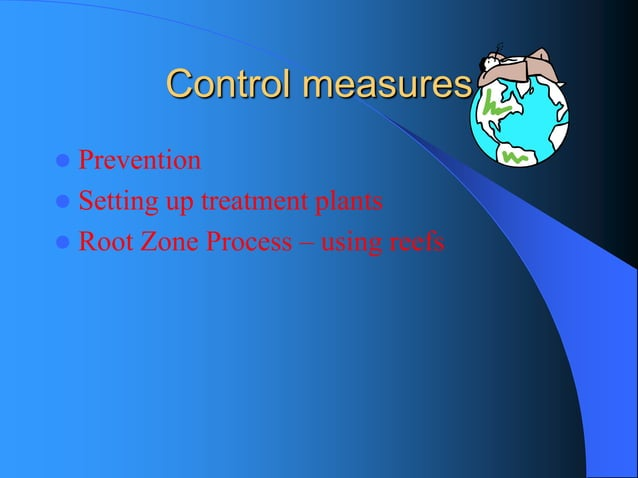 Control measures
Prevention
Setting up treatment plants
Root Zone Process – using reefs